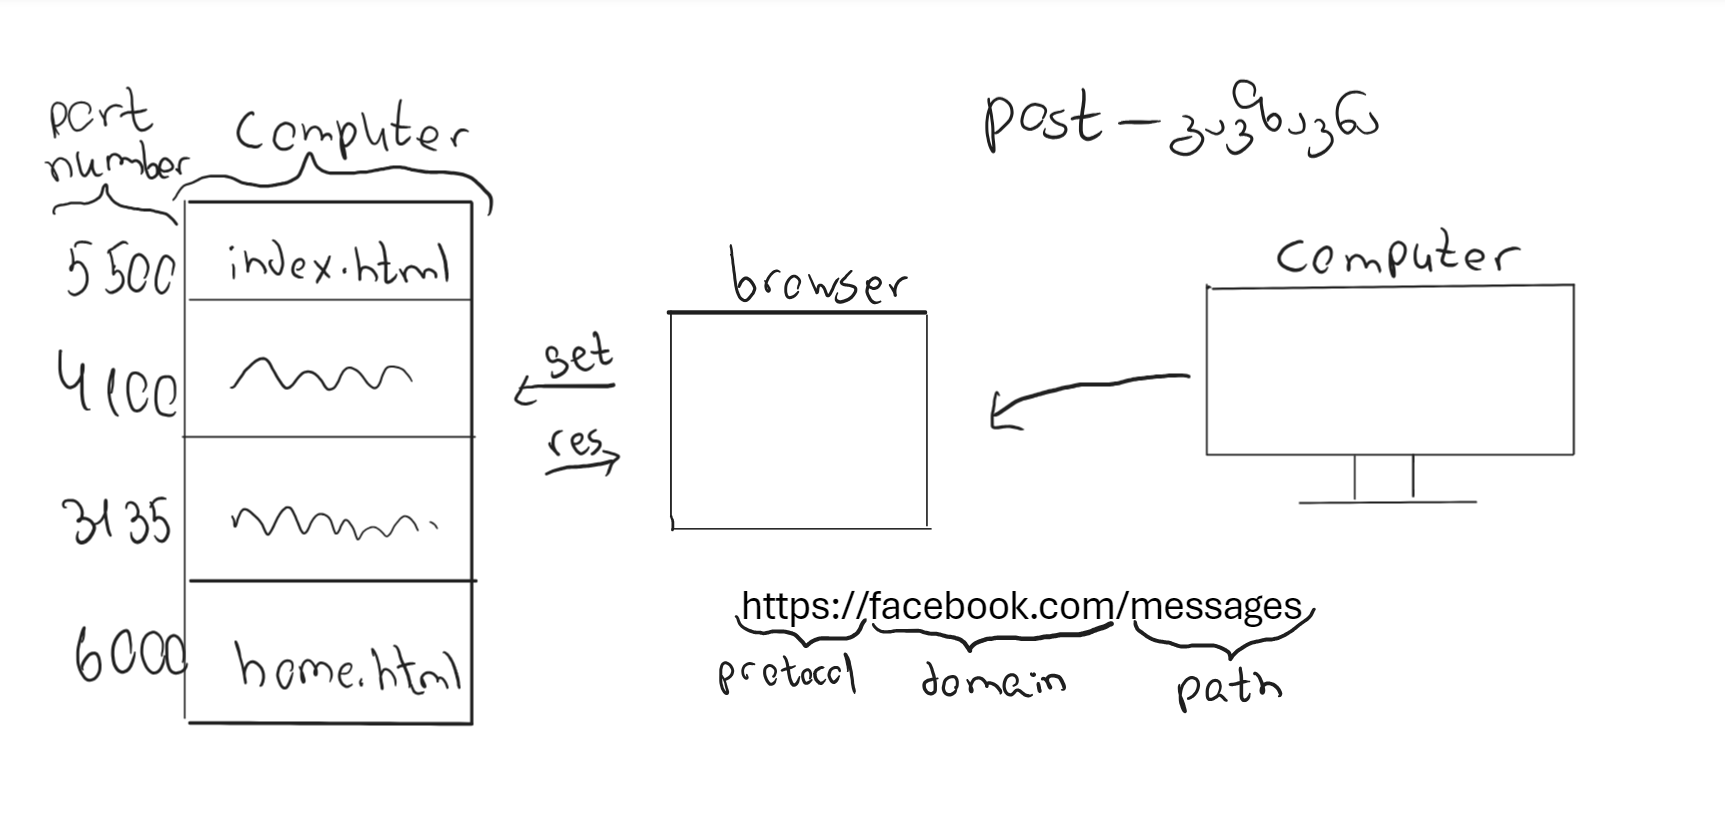 port
number
computer
post – გაგზავნა
5500 index.html
4100
3135
6000 home.html
browser
set
res
computer
https://facebook.com/messages
protocol domain path